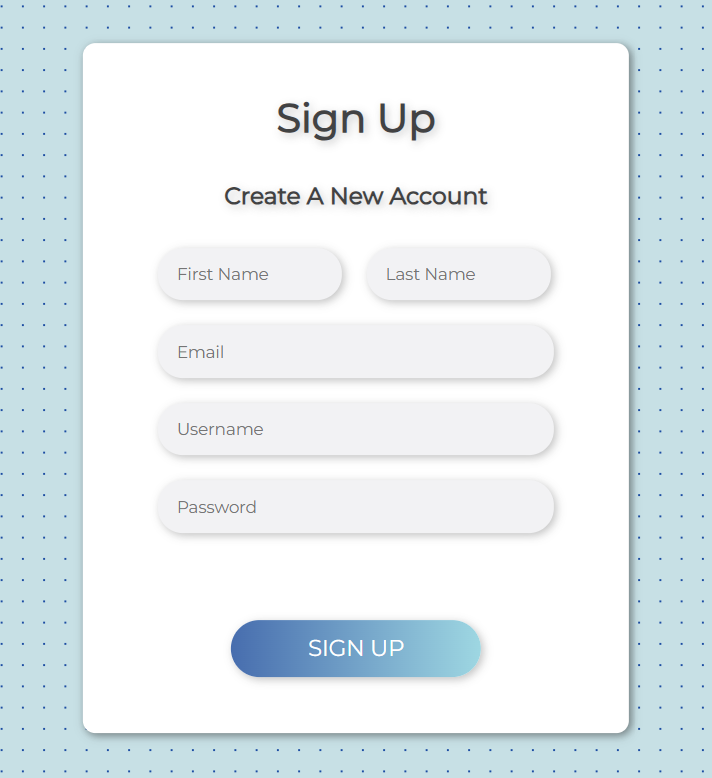 Sign Up
Create A New Account
First Name Last Name
Email
Username
Password
SIGN UP